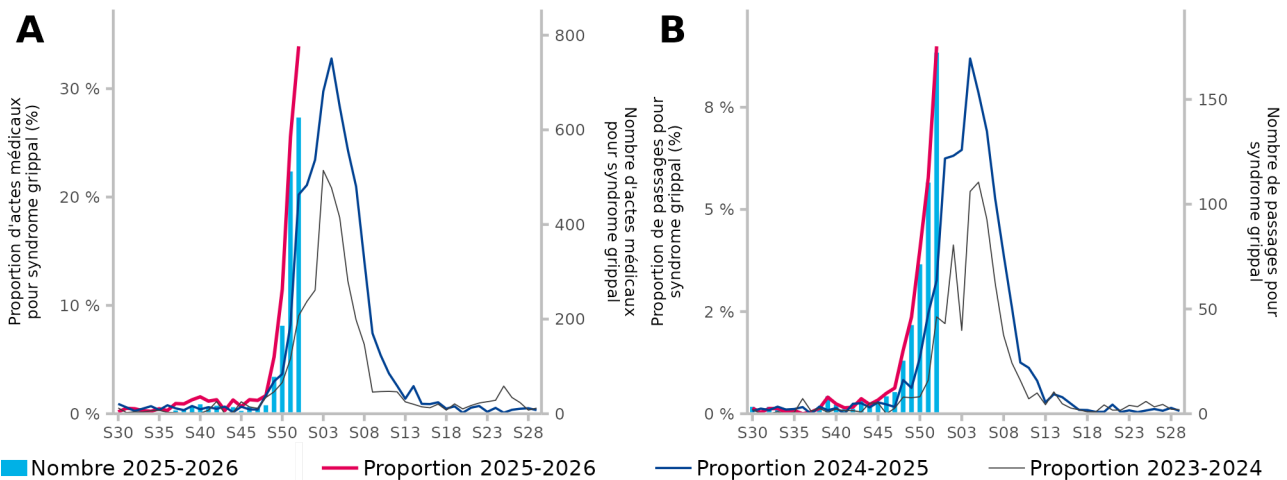 A
Proportion d'actes médicaux
pour syndrome grippal (%)
30 %
20 %
10 %
0 %
800
600
400
200
0
Nombre d'actes médicaux
pour syndrome grippal
S30 S35 S40 S45 S50 S03 S08 S13 S18 S23 S28
B
Proportion de passages pour
syndrome grippal (%)
8 %
5 %
2 %
0 %
150
100
50
0
Nombre de passages pour
syndrome grippal
S30 S35 S40 S45 S50 S03 S08 S13 S18 S23 S28
Nombre 2025-2026 Proportion 2025-2026 Proportion 2024-2025 Proportion 2023-2024